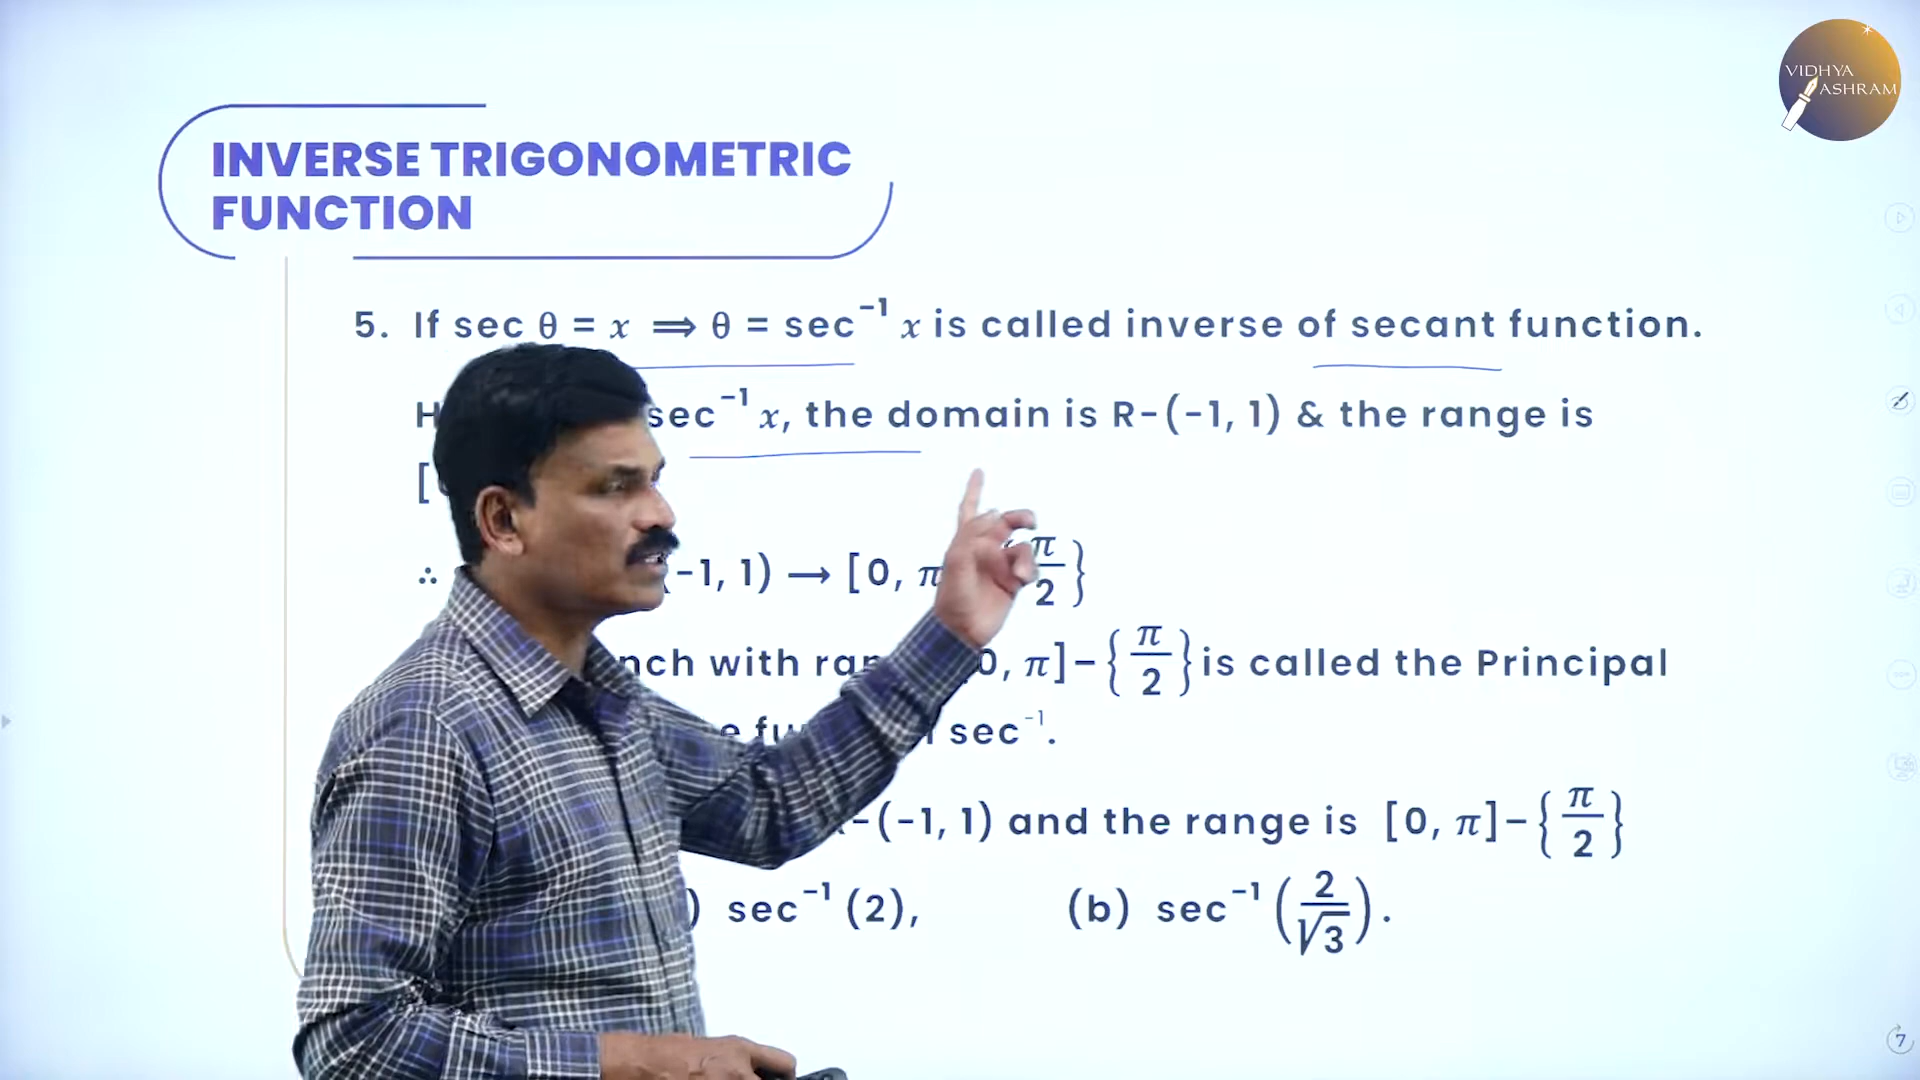 VIDHYA
ASHRAM
INVERSE TRIGONOMETRIC
FUNCTION
5. If sec θ = x ⟹ θ = sec⁻¹ x is called inverse of secant function.
sec⁻¹ x, the domain is R-(-1, 1) & the range is
[
∴ (-1, 1) → [0, π {π/2}
with [0, π]-{π/2} is called the Principal
sec⁻¹.
-(-1, 1) and the range is [0, π]-{π/2}
) sec⁻¹ (2), (b) sec⁻¹ (2/√3).
7